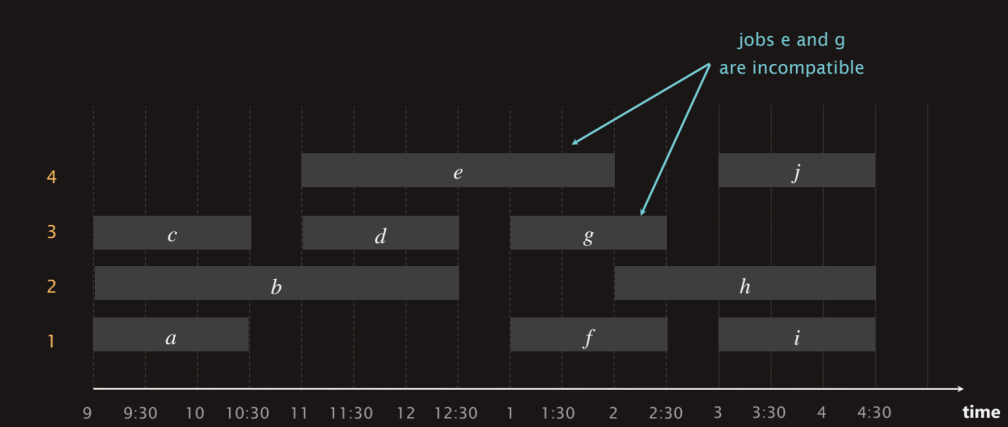 jobs e and g
are incompatible
4 e j
3 c d g
2 b h
1 a f i
9 9:30 10 10:30 11 11:30 12 12:30 1 1:30 2 2:30 3 3:30 4 4:30 time